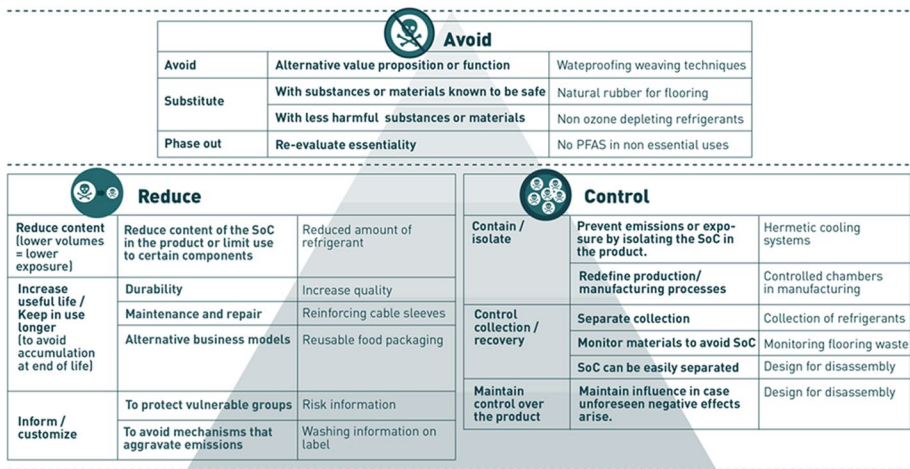 Avoid
Avoid
Alternative value proposition or function
Wateproofing weaving techniques
Substitute
With substances or materials known to be safe
Natural rubber for flooring
With less harmful substances or materials
Non ozone depleting refrigerants
Phase out
Re-evaluate essentiality
No PFAS in non essential uses
Reduce
Reduce content
(lower volumes
= lower
exposure)
Reduce content of the SoC
in the product or limit use
to certain components
Reduced amount of
refrigerant
Increase
useful life /
Keep in use
longer
(to avoid
accumulation
at end of life)
Durability
Increase quality
Maintenance and repair
Reinforcing cable sleeves
Alternative business models
Reusable food packaging
Inform /
customize
To protect vulnerable groups
Risk information
To avoid mechanisms that
aggravate emissions
Washing information on
label
Control
Contain /
isolate
Prevent emissions or expo-
sure by isolating the SoC in
the product.
Hermetic cooling
systems
Redefine production/
manufacturing processes
Controlled chambers
in manufacturing
Control
collection /
recovery
Separate collection
Collection of refrigerants
Monitor materials to avoid SoC
Monitoring flooring waste
SoC can be easily separated
Design for disassembly
Maintain
control over
the product
Maintain influence in case
unforeseen negative effects
arise.
Design for disassembly